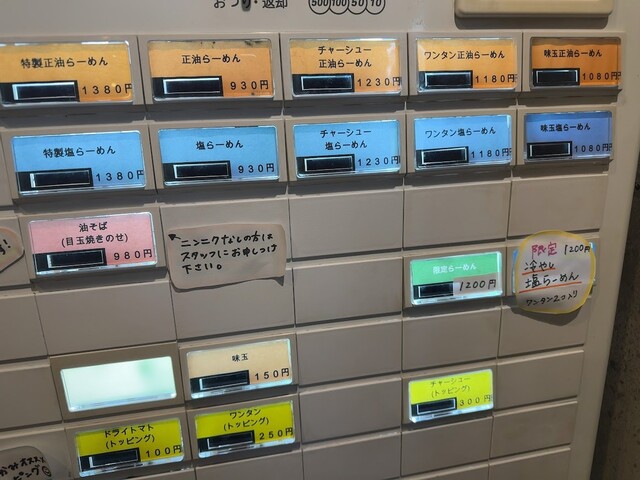 おつり・返却
500 100 50 10
特製正油らーめん
1380円
正油らーめん
930円
チャーシュー
正油らーめん
1230円
ワンタン正油らーめん
1180円
味玉正油らーめん
1080円
特製塩らーめん
1380円
塩らーめん
930円
チャーシュー
塩らーめん
1230円
ワンタン塩らーめん
1180円
味玉塩らーめん
1080円
油そば
(目玉焼きのせ)
980円
ニンニクなしの方は
スタッフにお申しつけ
下さい。
限定らーめん
1200円
限定 1200円
冷やし
塩らーめん
ワンタン2コ入り
味玉
150円
チャーシュー
(トッピング)
300円
ドライトマト
(トッピング)
100円
ワンタン
(トッピング)
250円